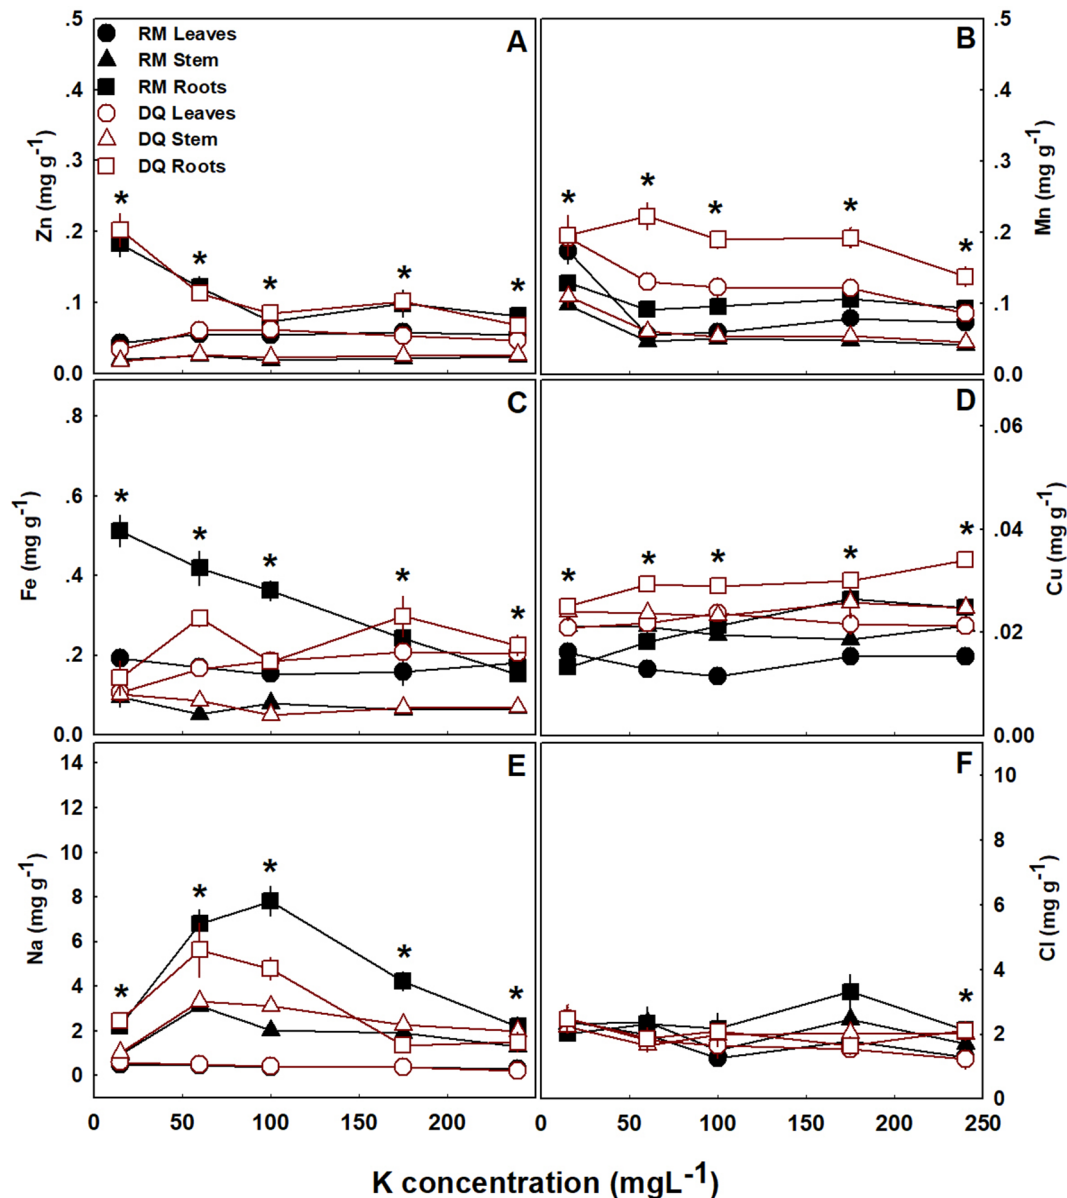 A
RM Leaves
RM Stem
RM Roots
DQ Leaves
DQ Stem
DQ Roots
.5
.4
.3
.2
.1
0.0
Zn (mg g-1)
* * * * *
B
.5
.4
.3
.2
.1
0.0
Mn (mg g-1)
* * * * *
C
.8
.6
.4
.2
0.0
Fe (mg g-1)
* * * * *
D
.06
.04
.02
0.00
Cu (mg g-1)
* * * * *
E
14
12
10
8
6
4
2
0
Na (mg g-1)
* * * * *
0 50 100 150 200
F
10
8
6
4
2
0
Cl (mg g-1)
*
0 50 100 150 200 250
K concentration (mgL-1)